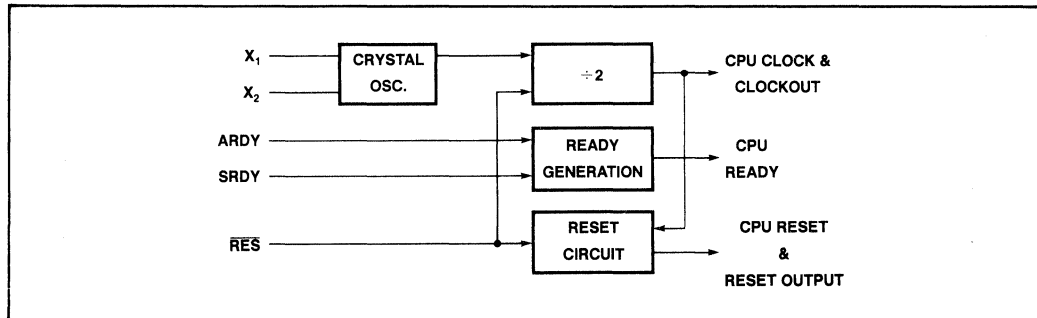 X₁
CRYSTAL
OSC.
X₂
÷2
CPU CLOCK &
CLOCKOUT
ARDY
SRDY
READY
GENERATION
CPU
READY
R̅E̅S̅
RESET
CIRCUIT
CPU RESET
&
RESET OUTPUT